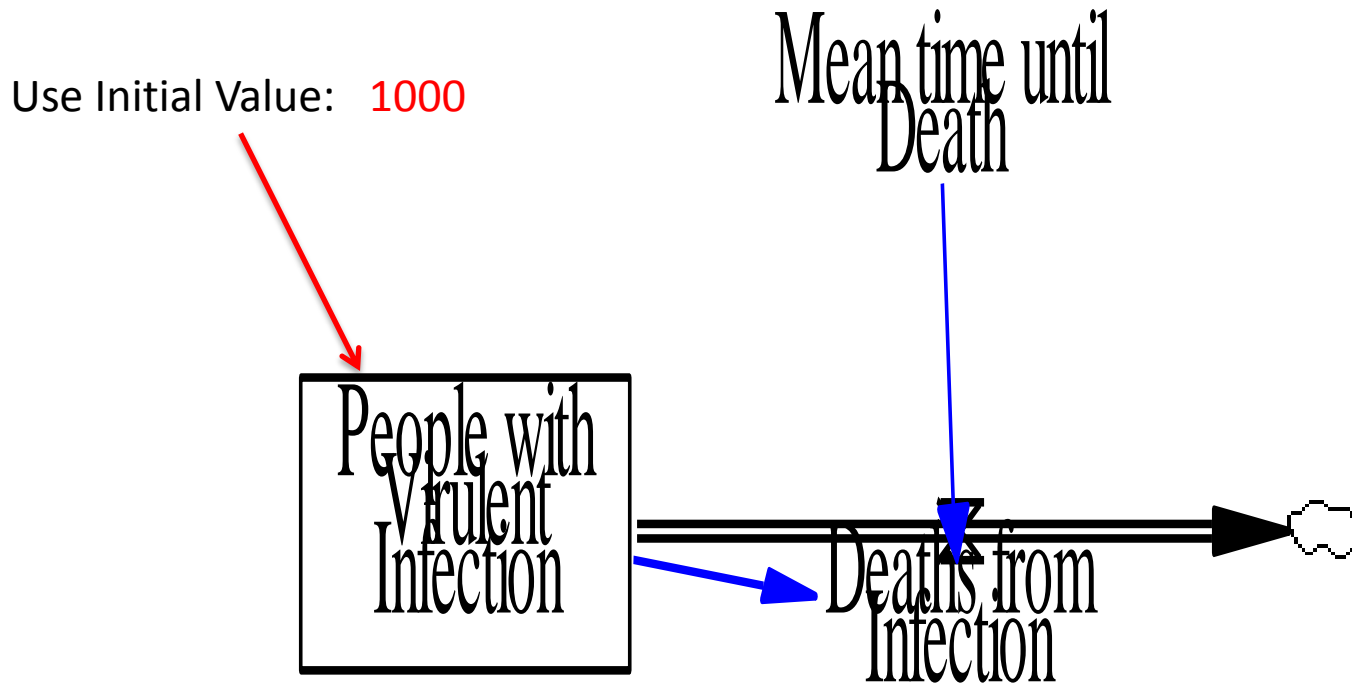 Use Initial Value: 1000
Mean time until
Death
People with
Virulent
Infection
Deaths from
Infection